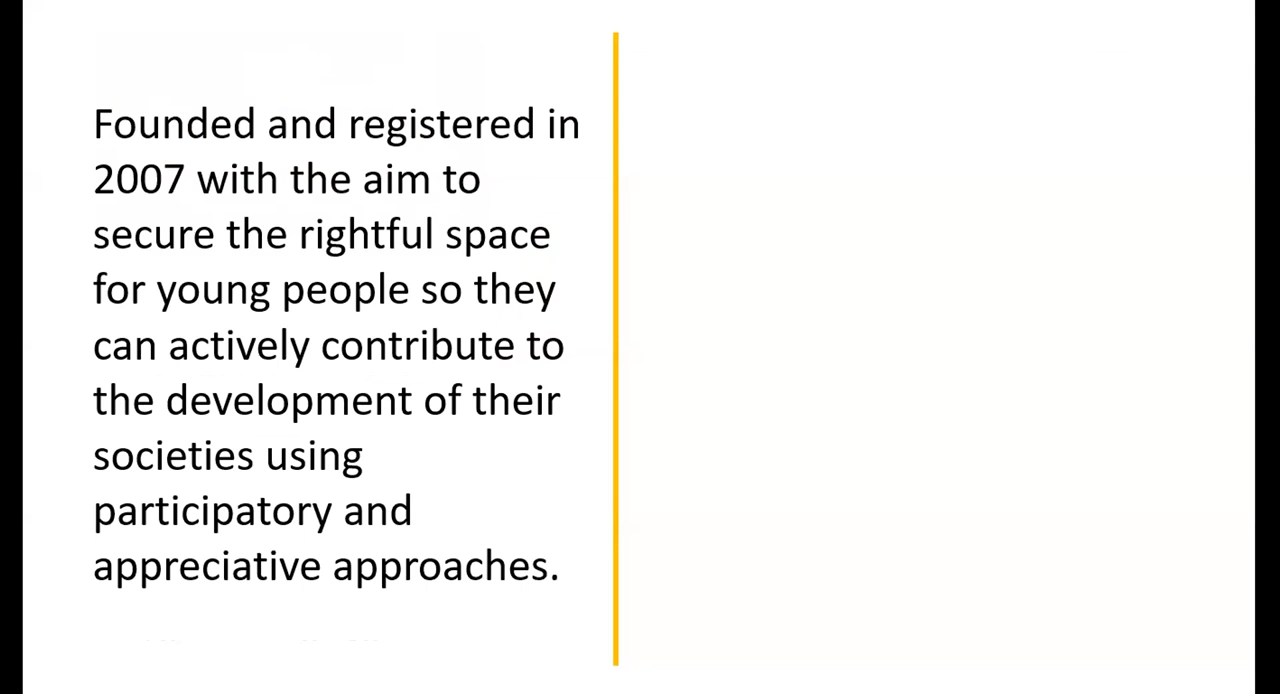 Founded and registered in
2007 with the aim to
secure the rightful space
for young people so they
can actively contribute to
the development of their
societies using
participatory and
appreciative approaches.